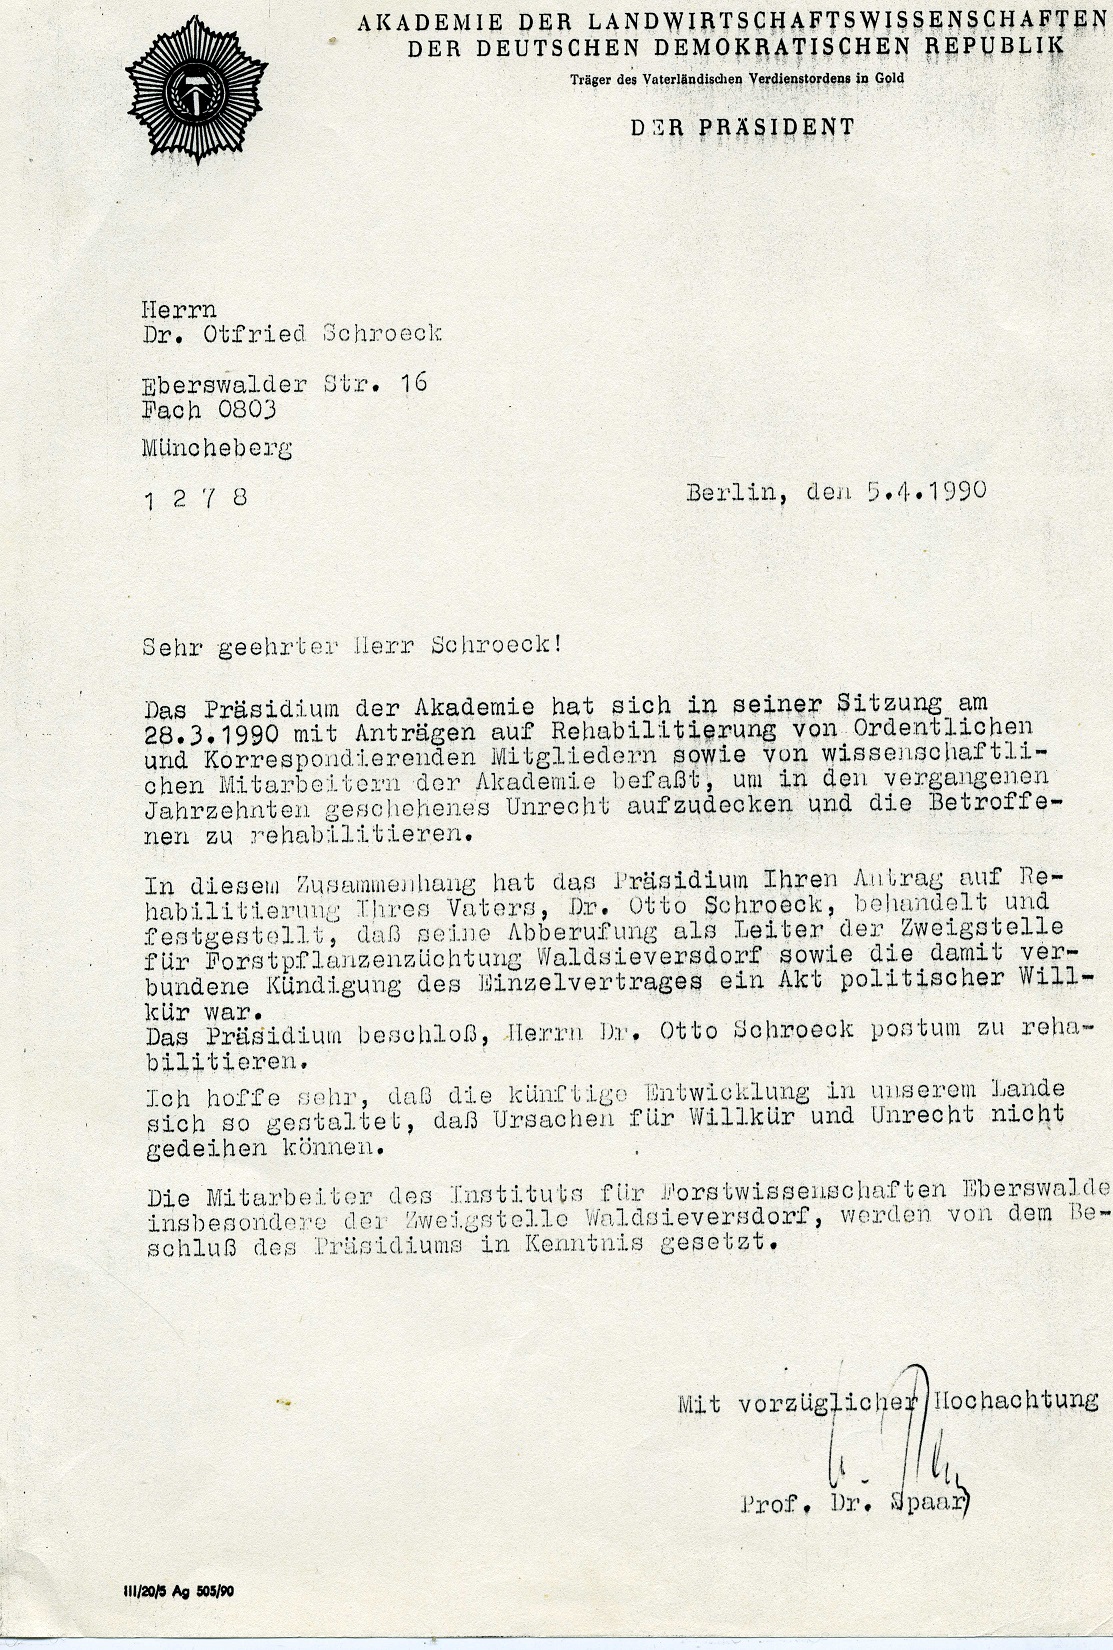 AKADEMIE DER LANDWIRTSCHAFTSWISSENSCHAFTEN
DER DEUTSCHEN DEMOKRATISCHEN REPUBLIK
Träger des Vaterländischen Verdienstordens in Gold
DER PRÄSIDENT
Herrn
Dr. Otfried Schroeck
Eberswalder Str. 16
Fach 0803
Müncheberg
1 2 7 8
Berlin, den 5.4.1990
Sehr geehrter Herr Schroeck!
Das Präsidium der Akademie hat sich in seiner Sitzung am
28.3.1990 mit Anträgen auf Rehabilitierung von Ordentlichen
und Korrespondierenden Mitgliedern sowie von wissenschaftli-
chen Mitarbeitern der Akademie befaßt, um in den vergangenen
Jahrzehnten geschehenes Unrecht aufzudecken und die Betroffe-
nen zu rehabilitieren.
In diesem Zusammenhang hat das Präsidium Ihren Antrag auf Re-
habilitierung Ihres Vaters, Dr. Otto Schroeck, behandelt und
festgestellt, daß seine Abberufung als Leiter der Zweigstelle
für Forstpflanzenzüchtung Waldsieversdorf sowie die damit ver-
bundene Kündigung des Einzelvertrages ein Akt politischer Will-
kür war.
Das Präsidium beschloß, Herrn Dr. Otto Schroeck postum zu reha-
bilitieren.
Ich hoffe sehr, daß die künftige Entwicklung in unserem Lande
sich so gestaltet, daß Ursachen für Willkür und Unrecht nicht
gedeihen können.
Die Mitarbeiter des Instituts für Forstwissenschaften Eberswalde
insbesondere der Zweigstelle Waldsieversdorf, werden von dem Be-
schluß des Präsidiums in Kenntnis gesetzt.
Mit vorzüglicher Hochachtung
Prof. Dr. Spaar
III/20/5 Ag 505/90